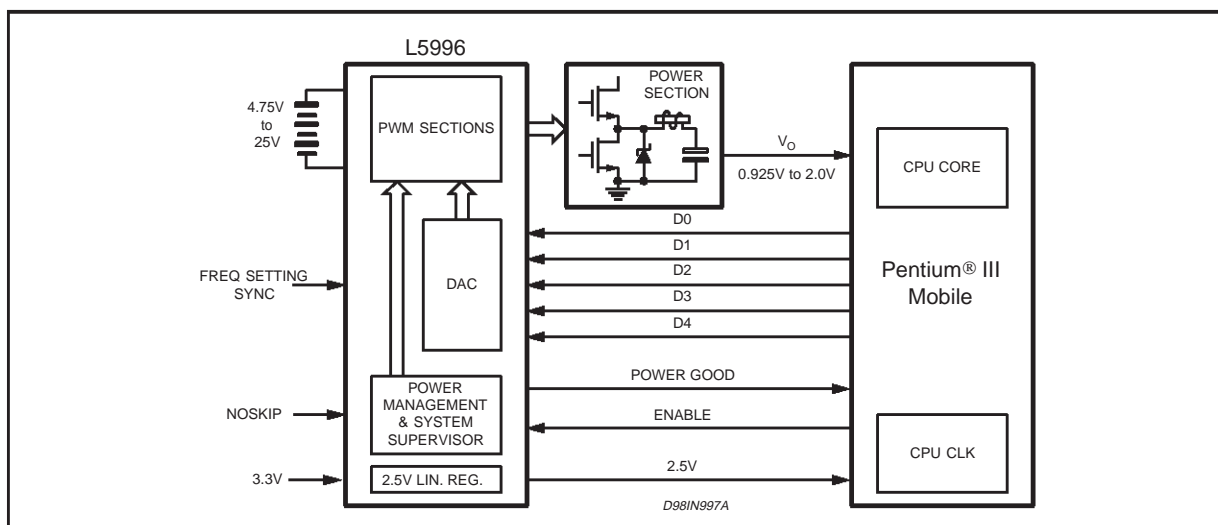 L5996
4.75V
to
25V
PWM SECTIONS
POWER
SECTION
VO
0.925V to 2.0V
CPU CORE
D0
D1
D2
D3
D4
FREQ SETTING
SYNC
DAC
Pentium® III
Mobile
POWER GOOD
NOSKIP
POWER
MANAGEMENT
& SYSTEM
SUPERVISOR
ENABLE
CPU CLK
3.3V
2.5V LIN. REG.
2.5V
D98IN997A